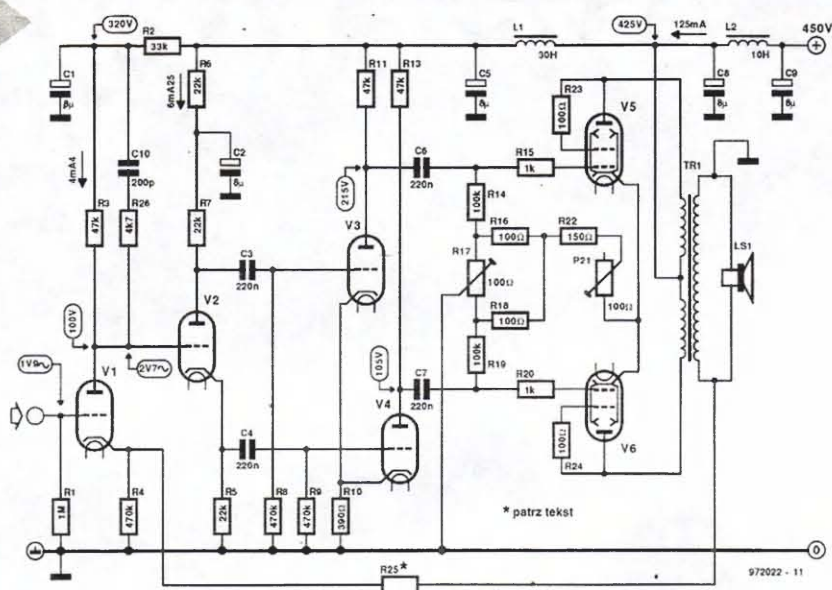 320V
R2
33k
C1
8μ
4mA4
R3
47k
C10
200p
R26
4k7
6mA25
R6
22k
C2
8μ
R7
22k
R11
47k
R13
47k
215V
C5
8μ
L1
30H
425V
125mA
L2
10H
450V
C8
8μ
C9
8μ
R23
100Ω
V5
C6
220n
R15
1k
R14
100k
R16
100Ω
R22
150Ω
R17
100Ω
P21
100Ω
R18
100Ω
R19
100k
TR1
LS1
V3
C3
220n
V2
100V
2V7
1V9
V1
V4
105V
C7
220n
R20
1k
V6
100Ω
R24
C4
220n
R1
1M
R4
470k
R5
22k
R8
470k
R9
470k
R10
390Ω
* patrz tekst
0
R25*
972022 - 11